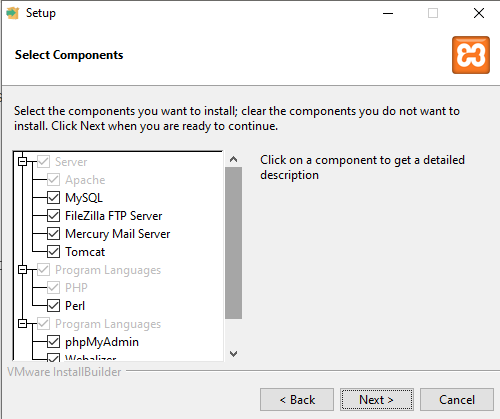 Setup
Select Components
Select the components you want to install; clear the components you do not want to
install. Click Next when you are ready to continue.
Server
Apache
MySQL
FileZilla FTP Server
Mercury Mail Server
Tomcat
Program Languages
PHP
Perl
Program Languages
phpMyAdmin
Webalizer
Click on a component to get a detailed
description
VMware InstallBuilder
< Back
Next >
Cancel